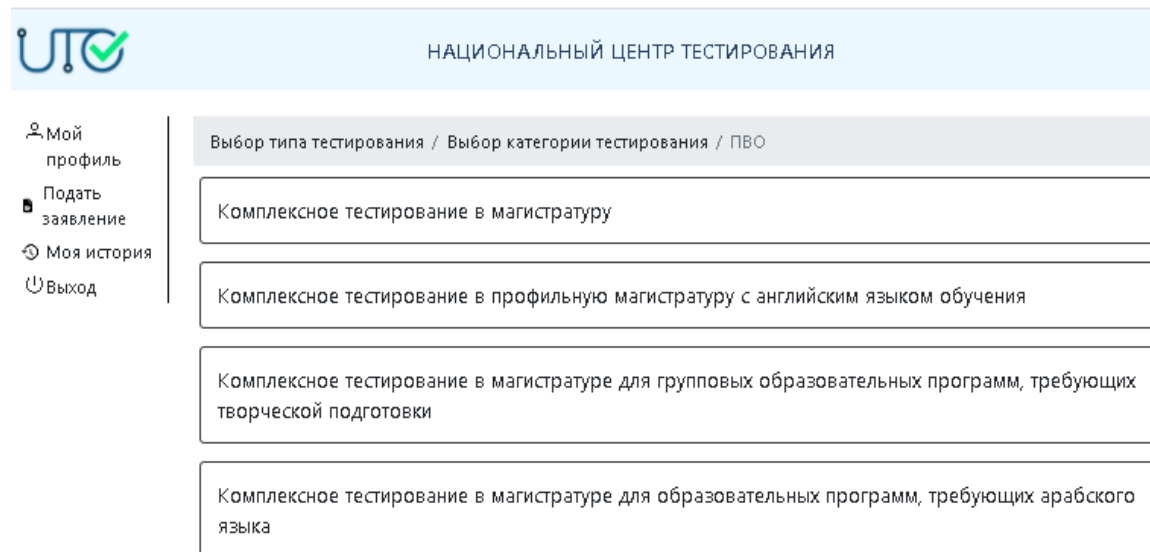 НАЦИОНАЛЬНЫЙ ЦЕНТР ТЕСТИРОВАНИЯ
Мой
профиль
Подать
заявление
Моя история
Выход
Выбор типа тестирования / Выбор категории тестирования / ПВО
Комплексное тестирование в магистратуру
Комплексное тестирование в профильную магистратуру с английским языком обучения
Комплексное тестирование в магистратуре для групповых образовательных программ, требующих
творческой подготовки
Комплексное тестирование в магистратуре для образовательных программ, требующих арабского
языка